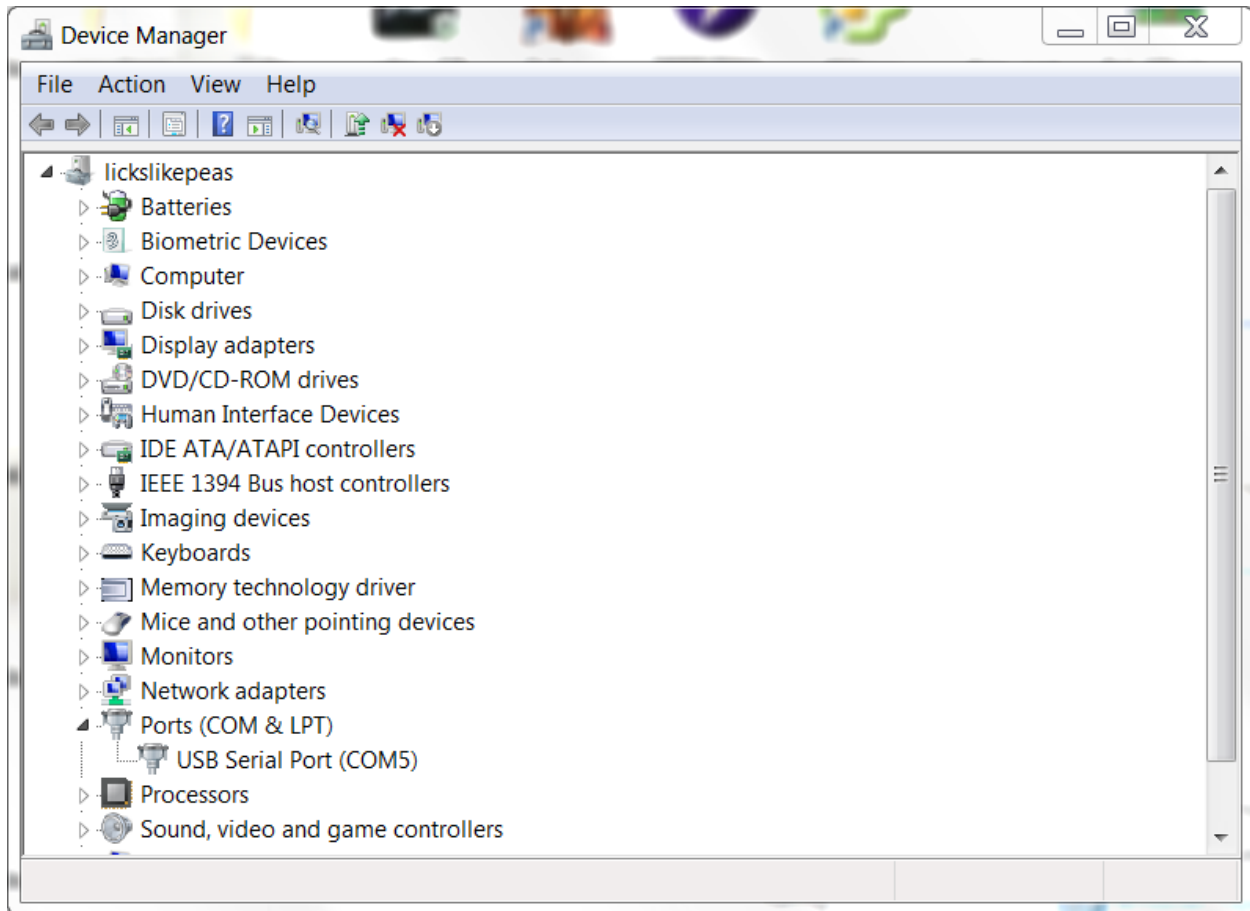 Device Manager
File Action View Help
lickslikepeas
Batteries
Biometric Devices
Computer
Disk drives
Display adapters
DVD/CD-ROM drives
Human Interface Devices
IDE ATA/ATAPI controllers
IEEE 1394 Bus host controllers
Imaging devices
Keyboards
Memory technology driver
Mice and other pointing devices
Monitors
Network adapters
Ports (COM & LPT)
USB Serial Port (COM5)
Processors
Sound, video and game controllers